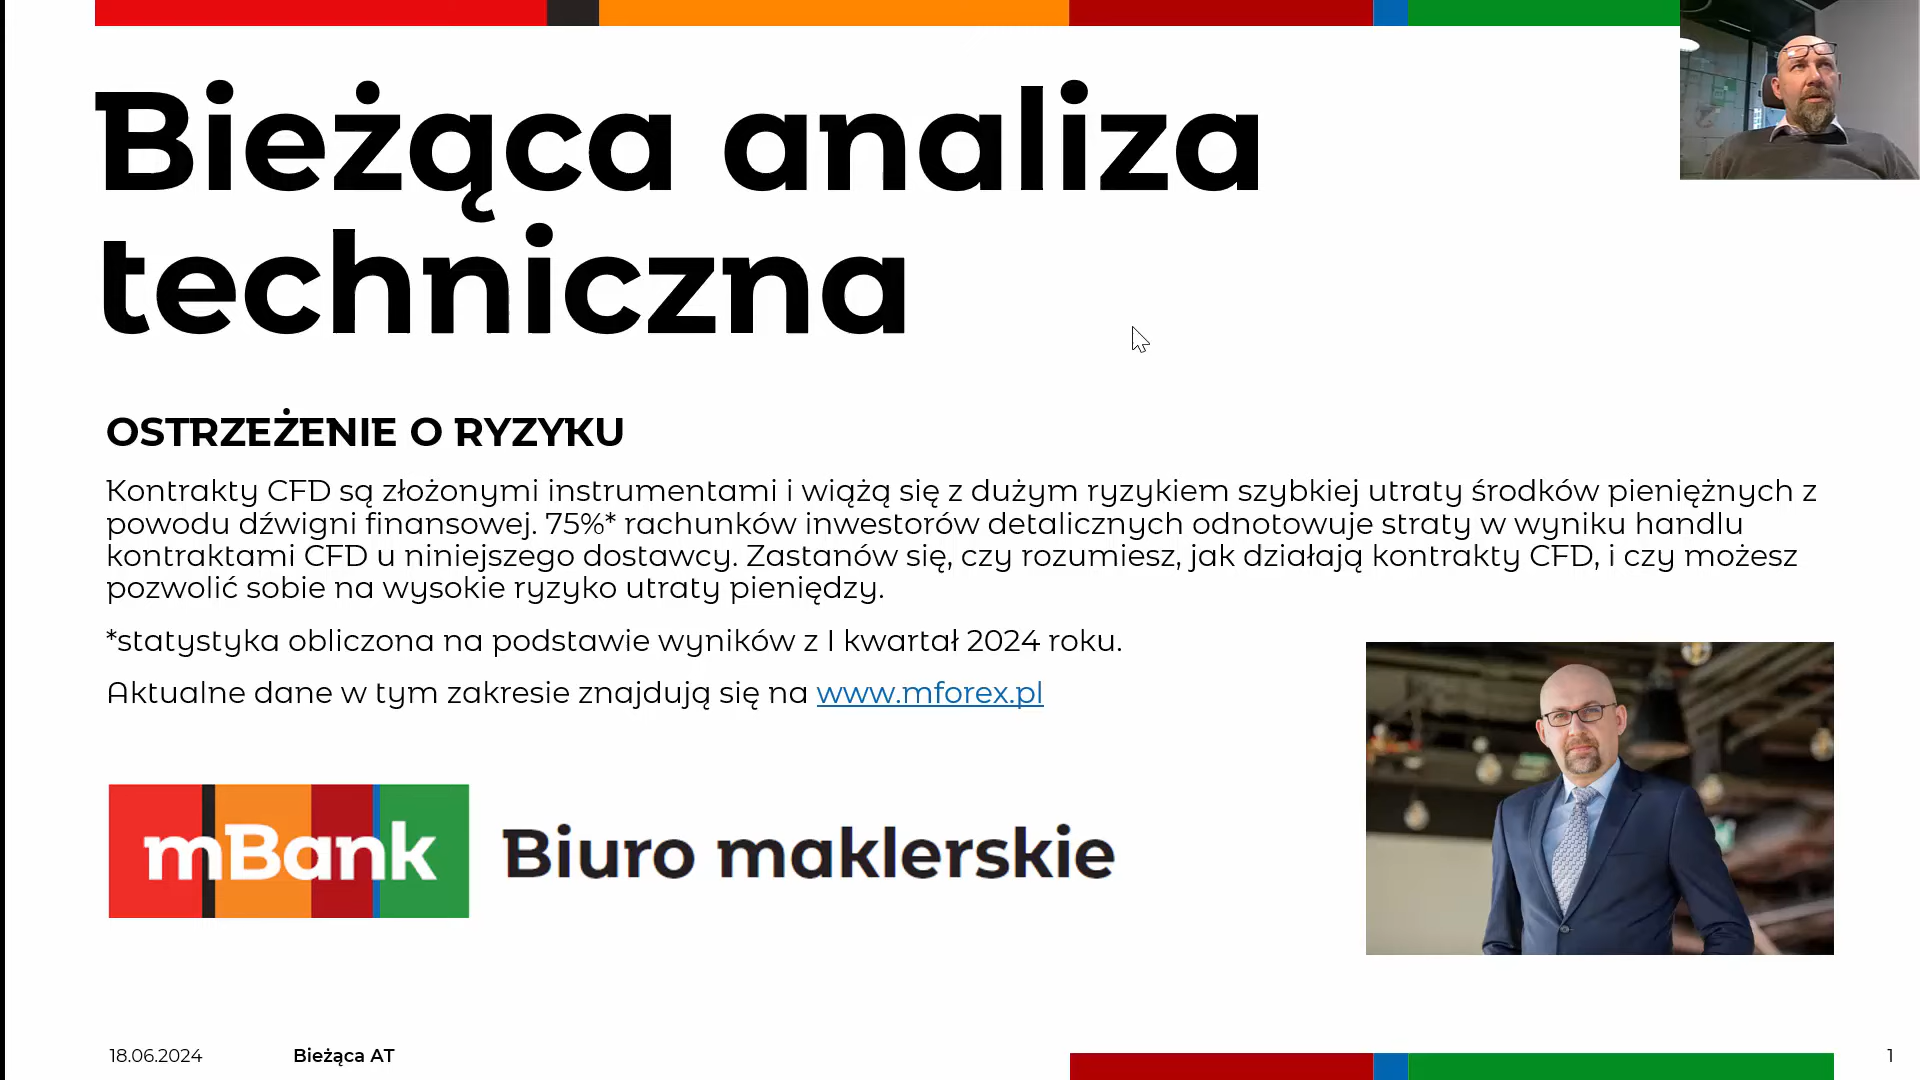 Bieżąca analiza
techniczna
OSTRZEŻENIE O RYZYKU
Kontrakty CFD są złożonymi instrumentami i wiążą się z dużym ryzykiem szybkiej utraty środków pieniężnych z
powodu dźwigni finansowej. 75%* rachunków inwestorów detalicznych odnotowuje straty w wyniku handlu
kontraktami CFD u niniejszego dostawcy. Zastanów się, czy rozumiesz, jak działają kontrakty CFD, i czy możesz
pozwolić sobie na wysokie ryzyko utraty pieniędzy.
*statystyka obliczona na podstawie wyników z I kwartał 2024 roku.
Aktualne dane w tym zakresie znajdują się na www.mforex.pl
mBank Biuro maklerskie
18.06.2024 Bieżąca AT 1